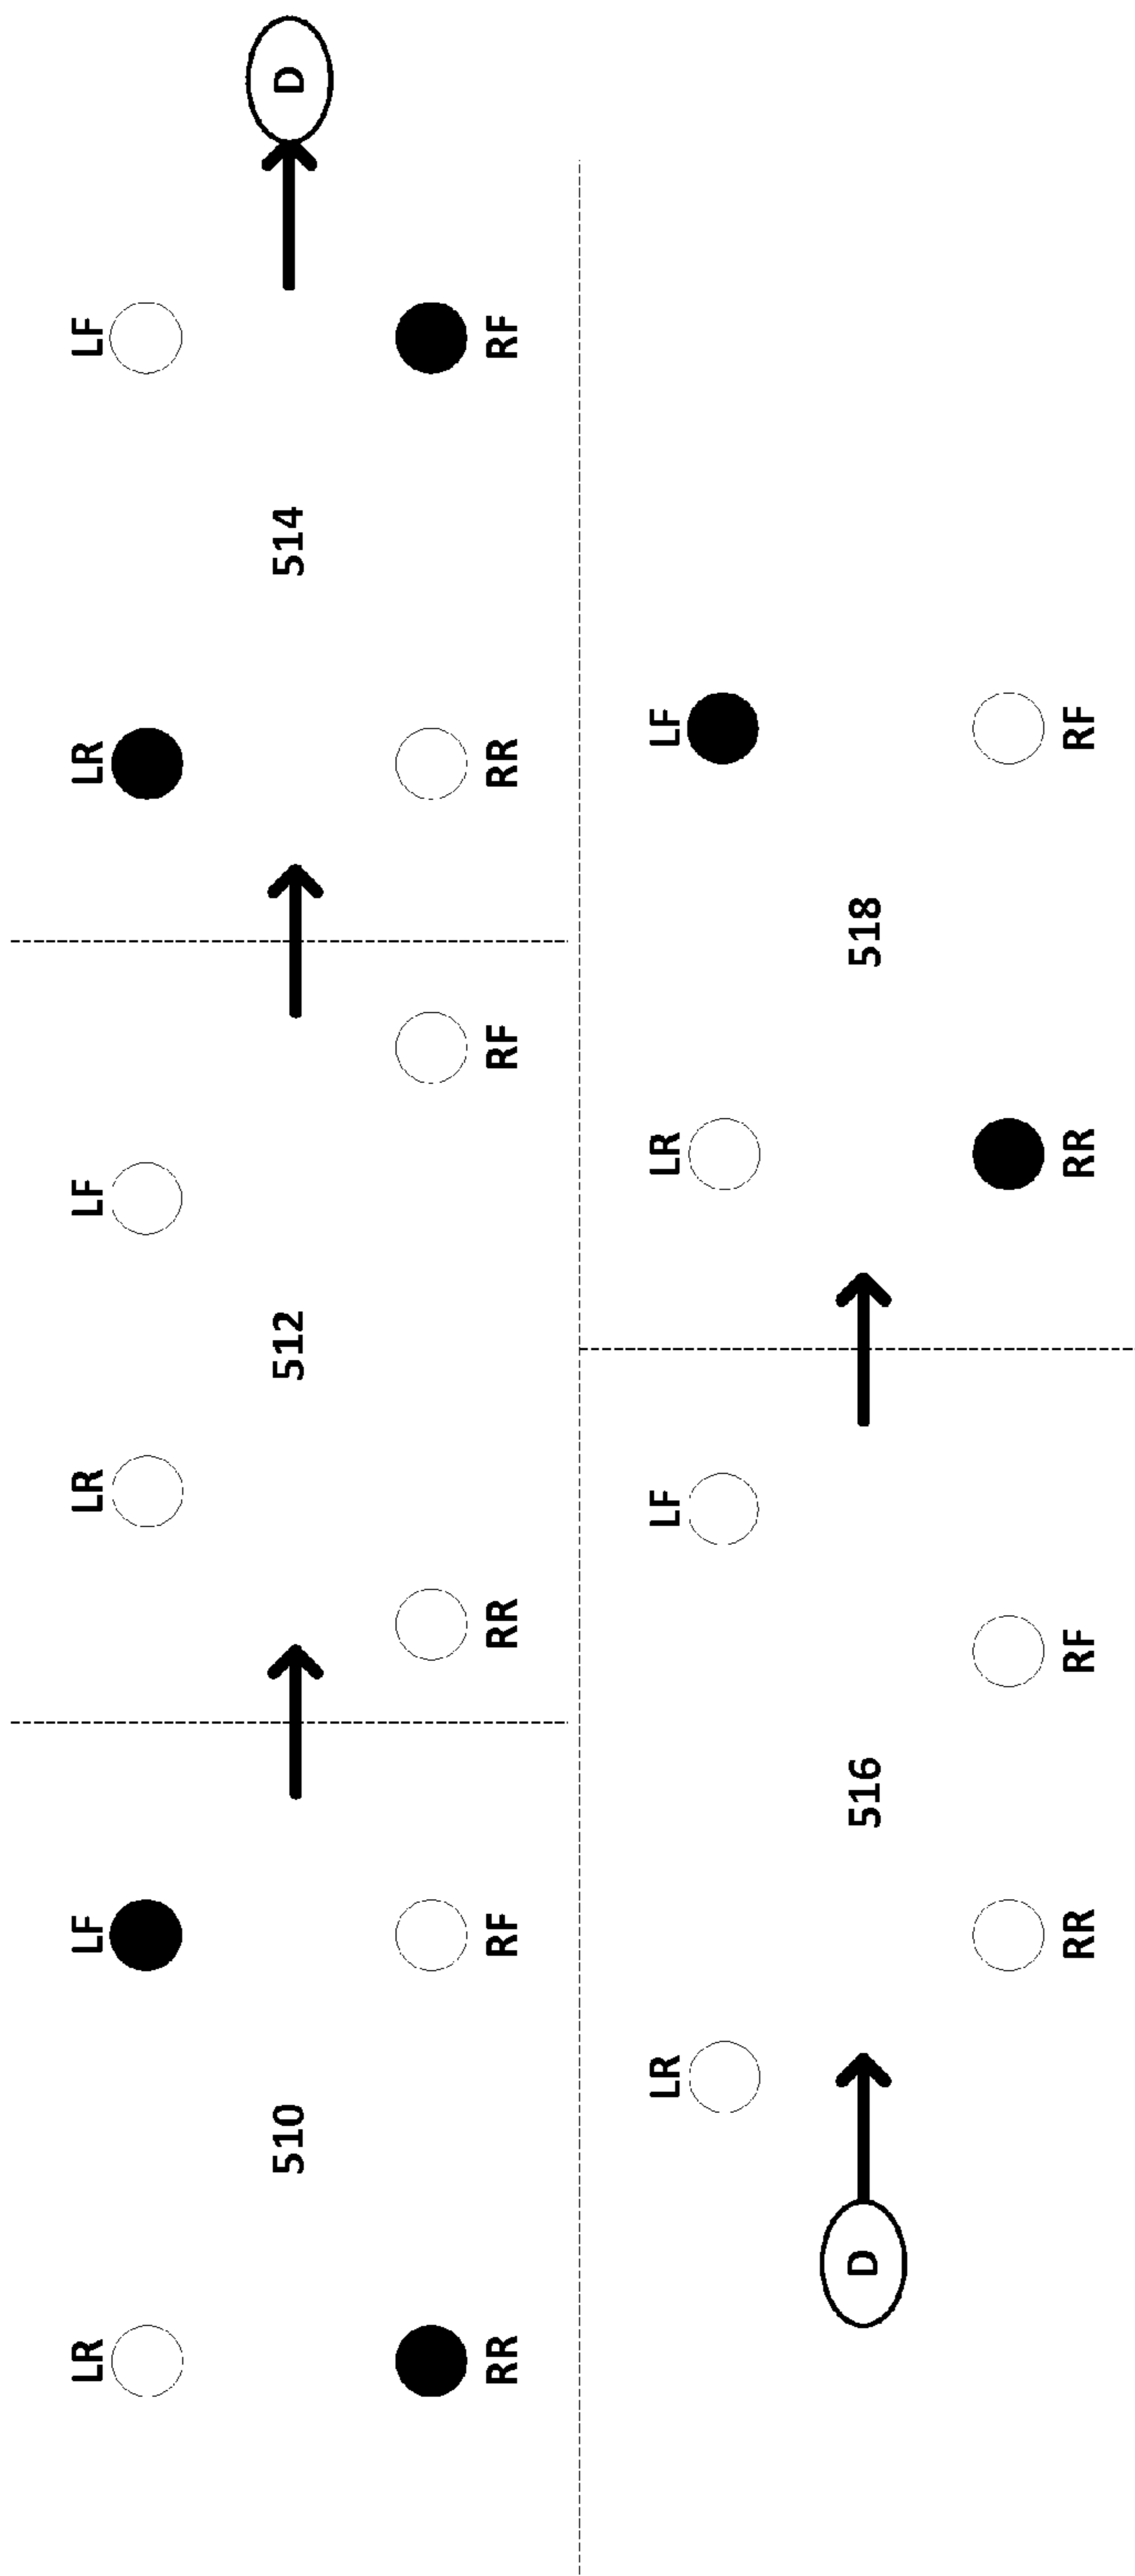 LR LF LR LF LR LF
510 512 514 D
RR RF RR RF RR RF
LR LF LR LF
D 516 518
RR RF RR RF